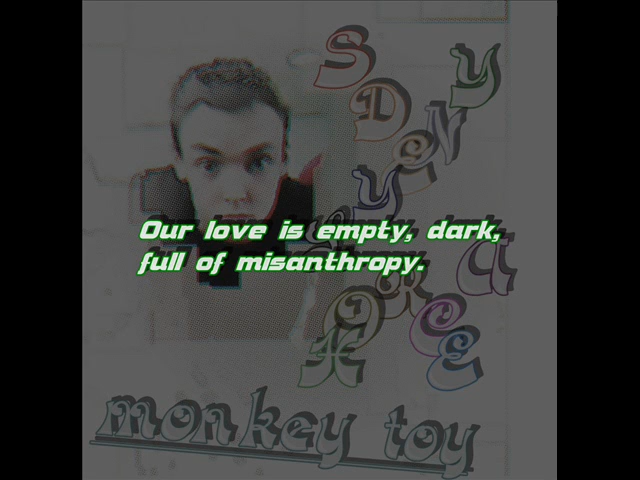 Our love is empty, dark,
full of misanthropy.
monkey toy